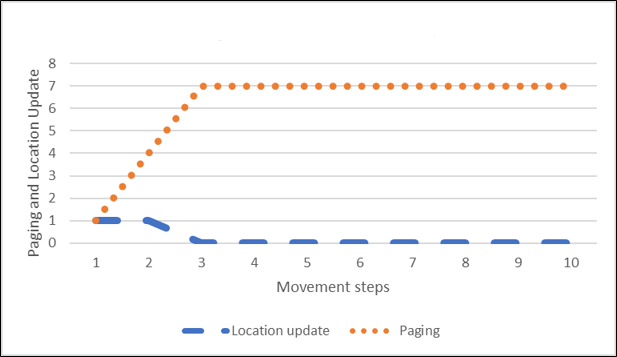 8
7
6
5
4
3
2
1
0
Paging and Location Update
1 2 3 4 5 6 7 8 9 10
Movement steps
Location update Paging